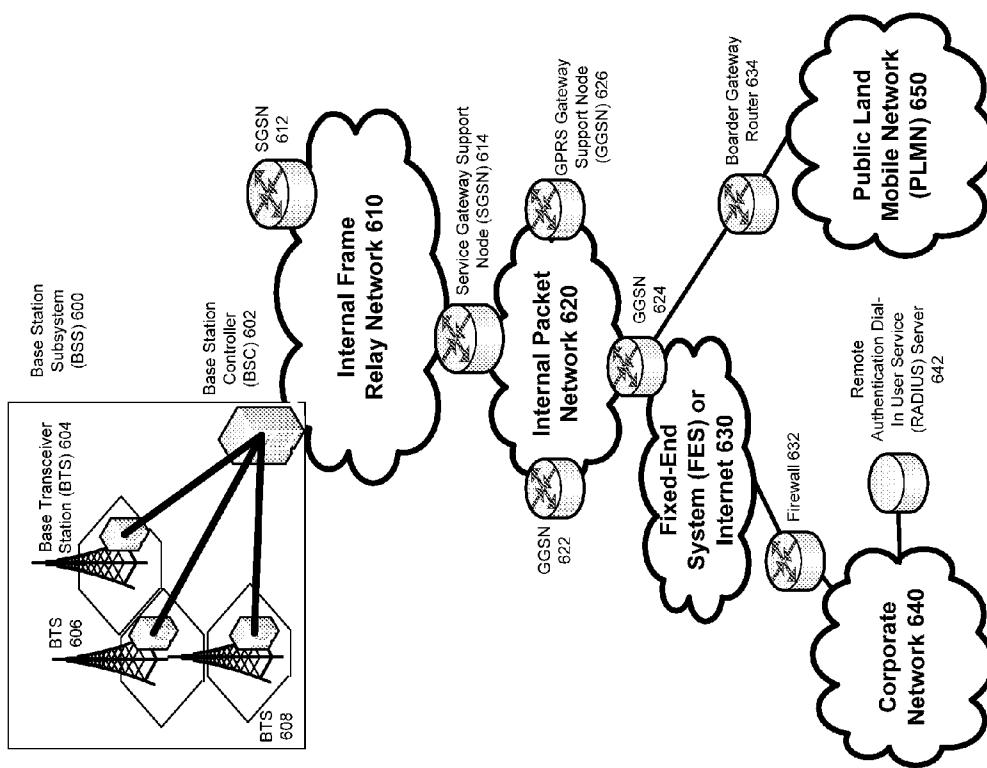 Base Station
Subsystem
(BSS) 600
Base Transceiver
Station (BTS) 604
BTS
606
BTS
608
Base Station
Controller
(BSC) 602
SGSN
612
Internal Frame
Relay Network 610
Service Gateway Support
Node (SGSN) 614
GGSN
622
Internal Packet
Network 620
GPRS Gateway
Support Node
(GGSN) 626
GGSN
624
Fixed-End
System (FES) or
Internet 630
Boarder Gateway
Router 634
Firewall 632
Corporate
Network 640
Remote
Authentication Dial-
In User Service
(RADIUS) Server
642
Public Land
Mobile Network
(PLMN) 650